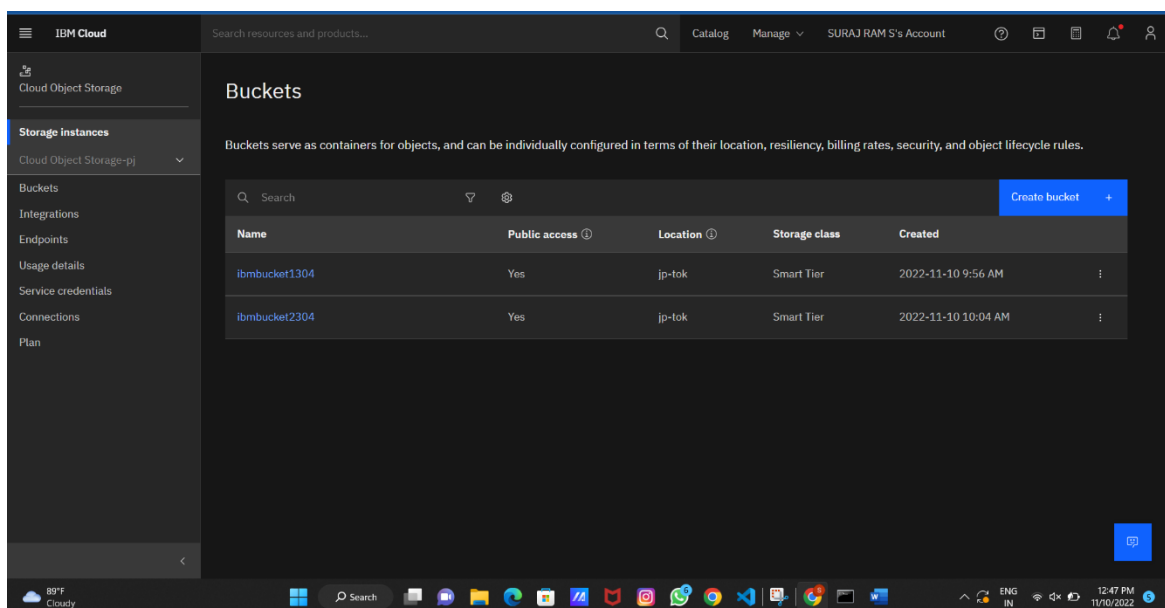 IBM Cloud
Search resources and products...
Catalog
Manage
SURAJ RAM S's Account
Cloud Object Storage
Storage instances
Cloud Object Storage-pj
Buckets
Integrations
Endpoints
Usage details
Service credentials
Connections
Plan
Buckets
Buckets serve as containers for objects, and can be individually configured in terms of their location, resiliency, billing rates, security, and object lifecycle rules.
Search
Create bucket +
Name Public access Location Storage class Created
ibmbucket1304 Yes jp-tok Smart Tier 2022-11-10 9:56 AM
ibmbucket2304 Yes jp-tok Smart Tier 2022-11-10 10:04 AM
89°F
Cloudy
Search
ENG
IN
12:47 PM
11/10/2022
5